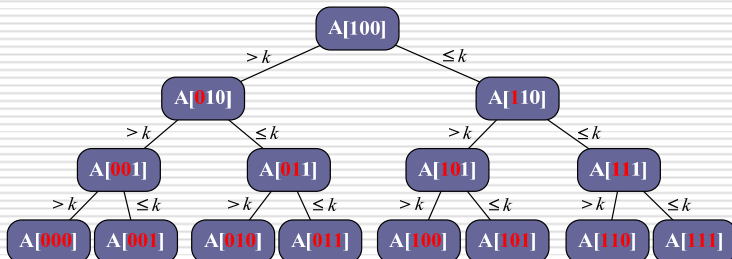 A[100]
> k ≤ k
A[010] A[110]
> k ≤ k > k ≤ k
A[001] A[011] A[101] A[111]
> k ≤ k > k ≤ k > k ≤ k > k ≤ k
A[000] A[001] A[010] A[011] A[100] A[101] A[110] A[111]